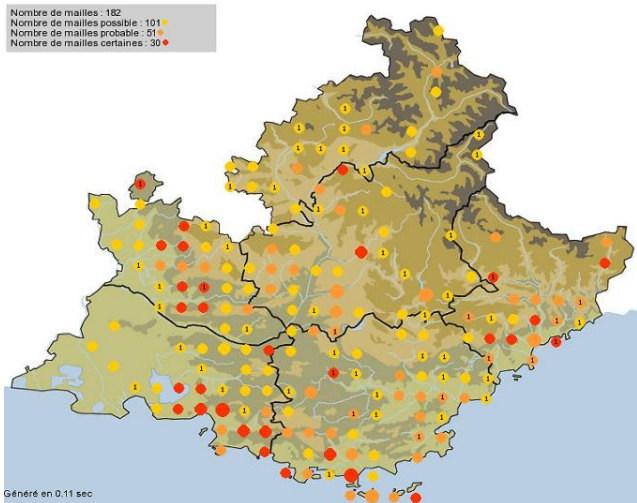 Nombre de mailles : 182
Nombre de mailles possible : 101
Nombre de mailles probable : 51
Nombre de mailles certaines : 30
Généré en 0.11 sec